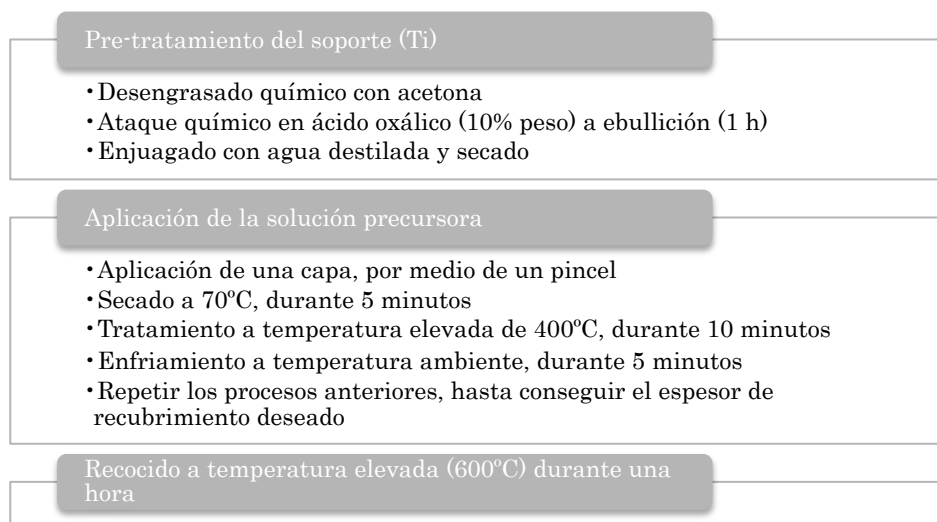 Pre-tratamiento del soporte (Ti)
•Desengrasado químico con acetona
•Ataque químico en ácido oxálico (10% peso) a ebullición (1 h)
•Enjuagado con agua destilada y secado
Aplicación de la solución precursora
•Aplicación de una capa, por medio de un pincel
•Secado a 70ºC, durante 5 minutos
•Tratamiento a temperatura elevada de 400ºC, durante 10 minutos
•Enfriamiento a temperatura ambiente, durante 5 minutos
•Repetir los procesos anteriores, hasta conseguir el espesor de
recubrimiento deseado
Recocido a temperatura elevada (600ºC) durante una
hora